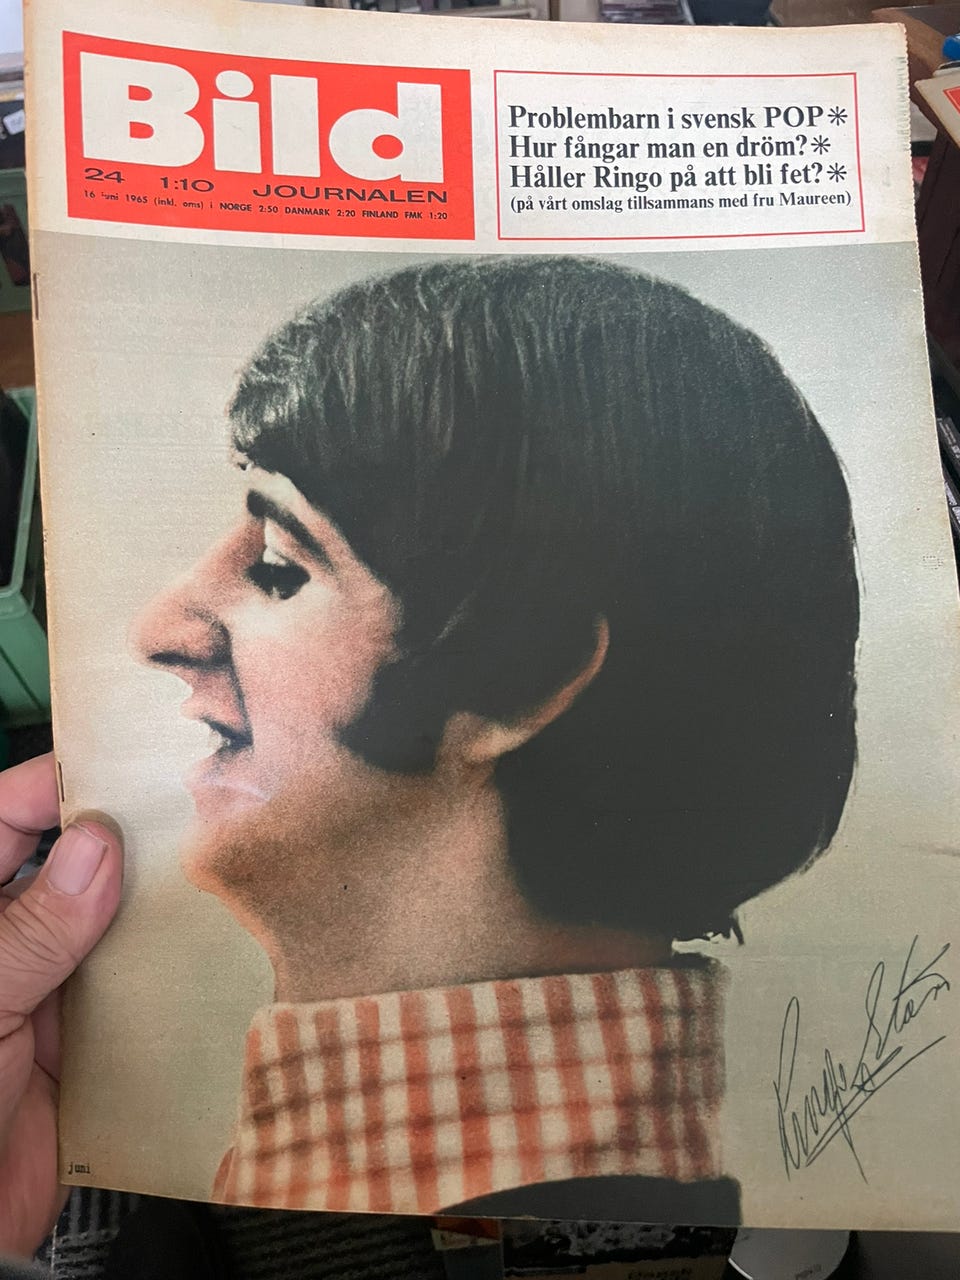 Bild
24 1:10 JOURNALEN
16 juni 1965 (inkl. oms) i NORGE 2:50 DANMARK 2:20 FINLAND FMK 1:20
Problembarn i svensk POP*
Hur fångar man en dröm?*
Håller Ringo på att bli fet?*
(på vårt omslag tillsammans med fru Maureen)
Ringo Starr
juni